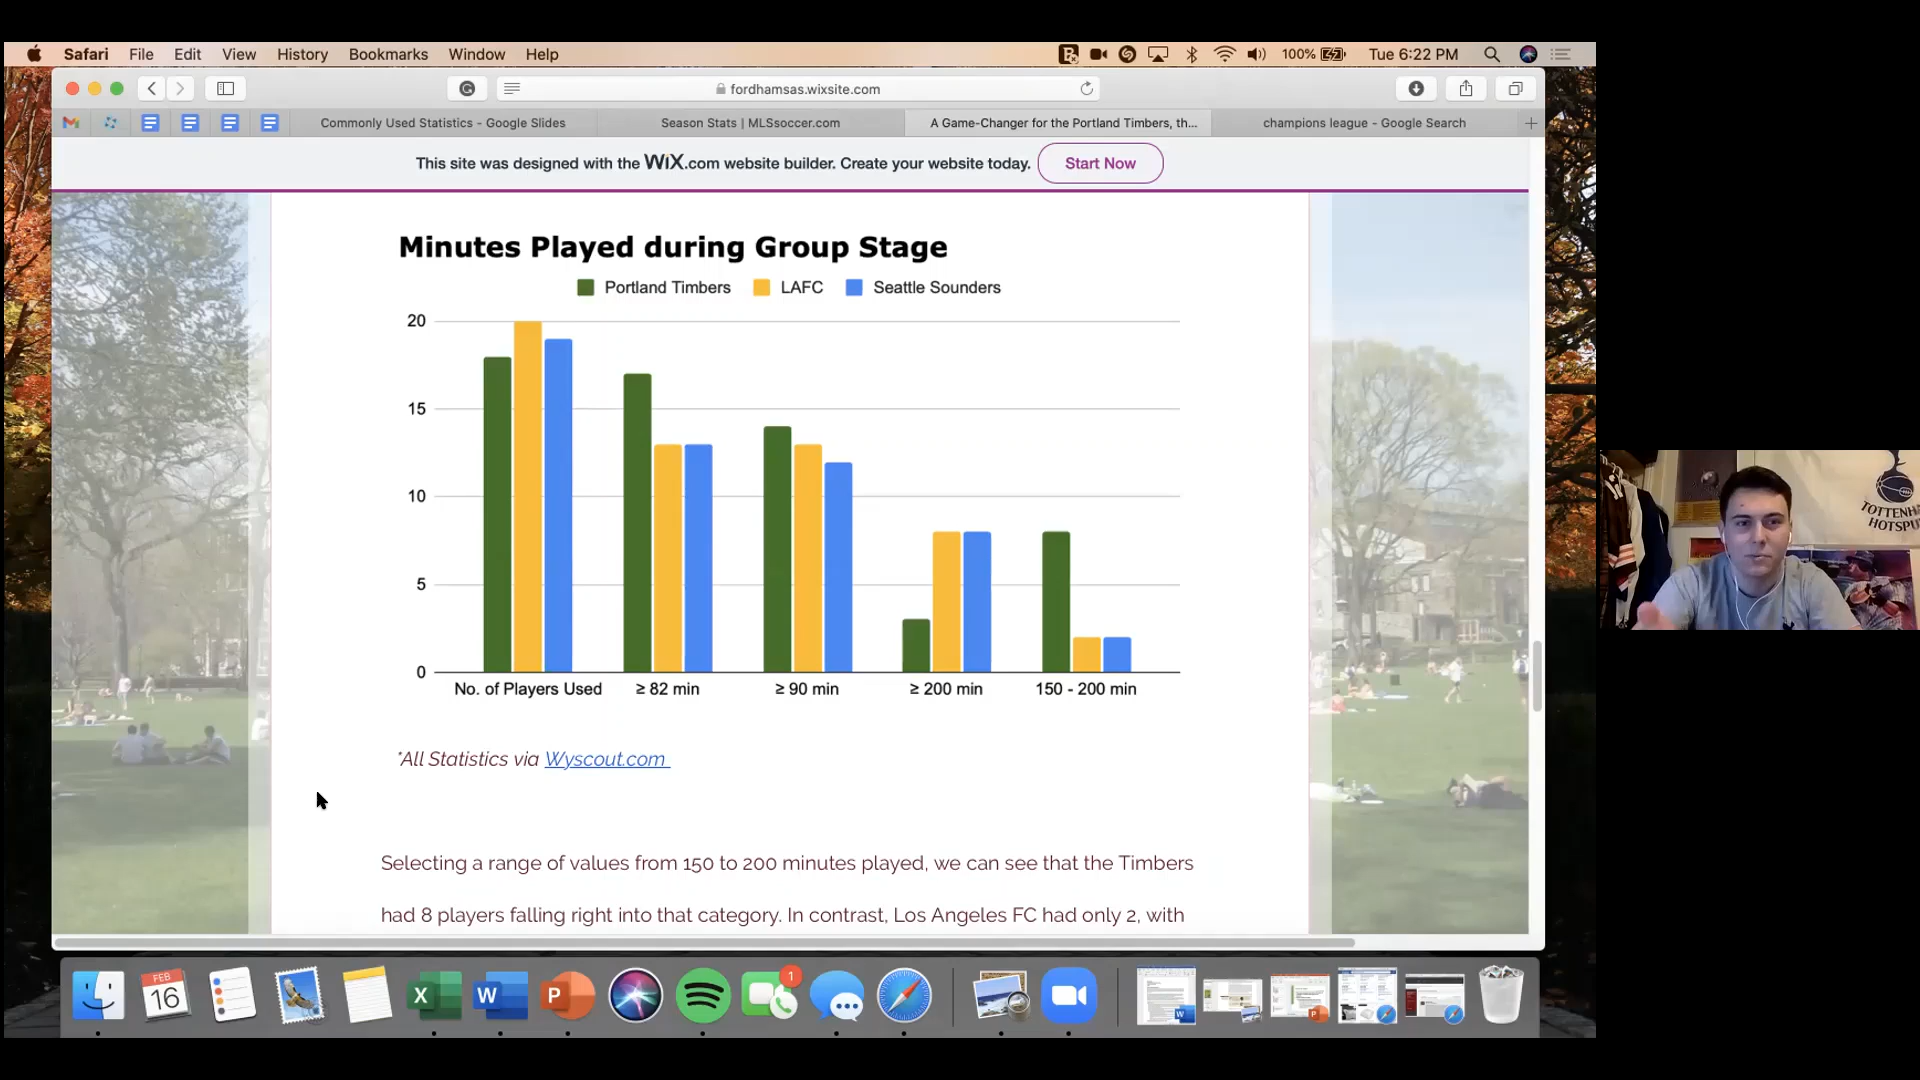 Safari File Edit View History Bookmarks Window Help 100% Tue 6:22 PM
fordhamsas.wixsite.com
Commonly Used Statistics - Google Slides Season Stats | MLSsoccer.com A Game-Changer for the Portland Timbers, th... champions league - Google Search
This site was designed with the WiX.com website builder. Create your website today. Start Now
Minutes Played during Group Stage
Portland Timbers LAFC Seattle Sounders
20
15
10
5
0
No. of Players Used ≥ 82 min ≥ 90 min ≥ 200 min 150 - 200 min
*All Statistics via Wyscout.com
Selecting a range of values from 150 to 200 minutes played, we can see that the Timbers
had 8 players falling right into that category. In contrast, Los Angeles FC had only 2, with
FEB
16
X
W
P
1